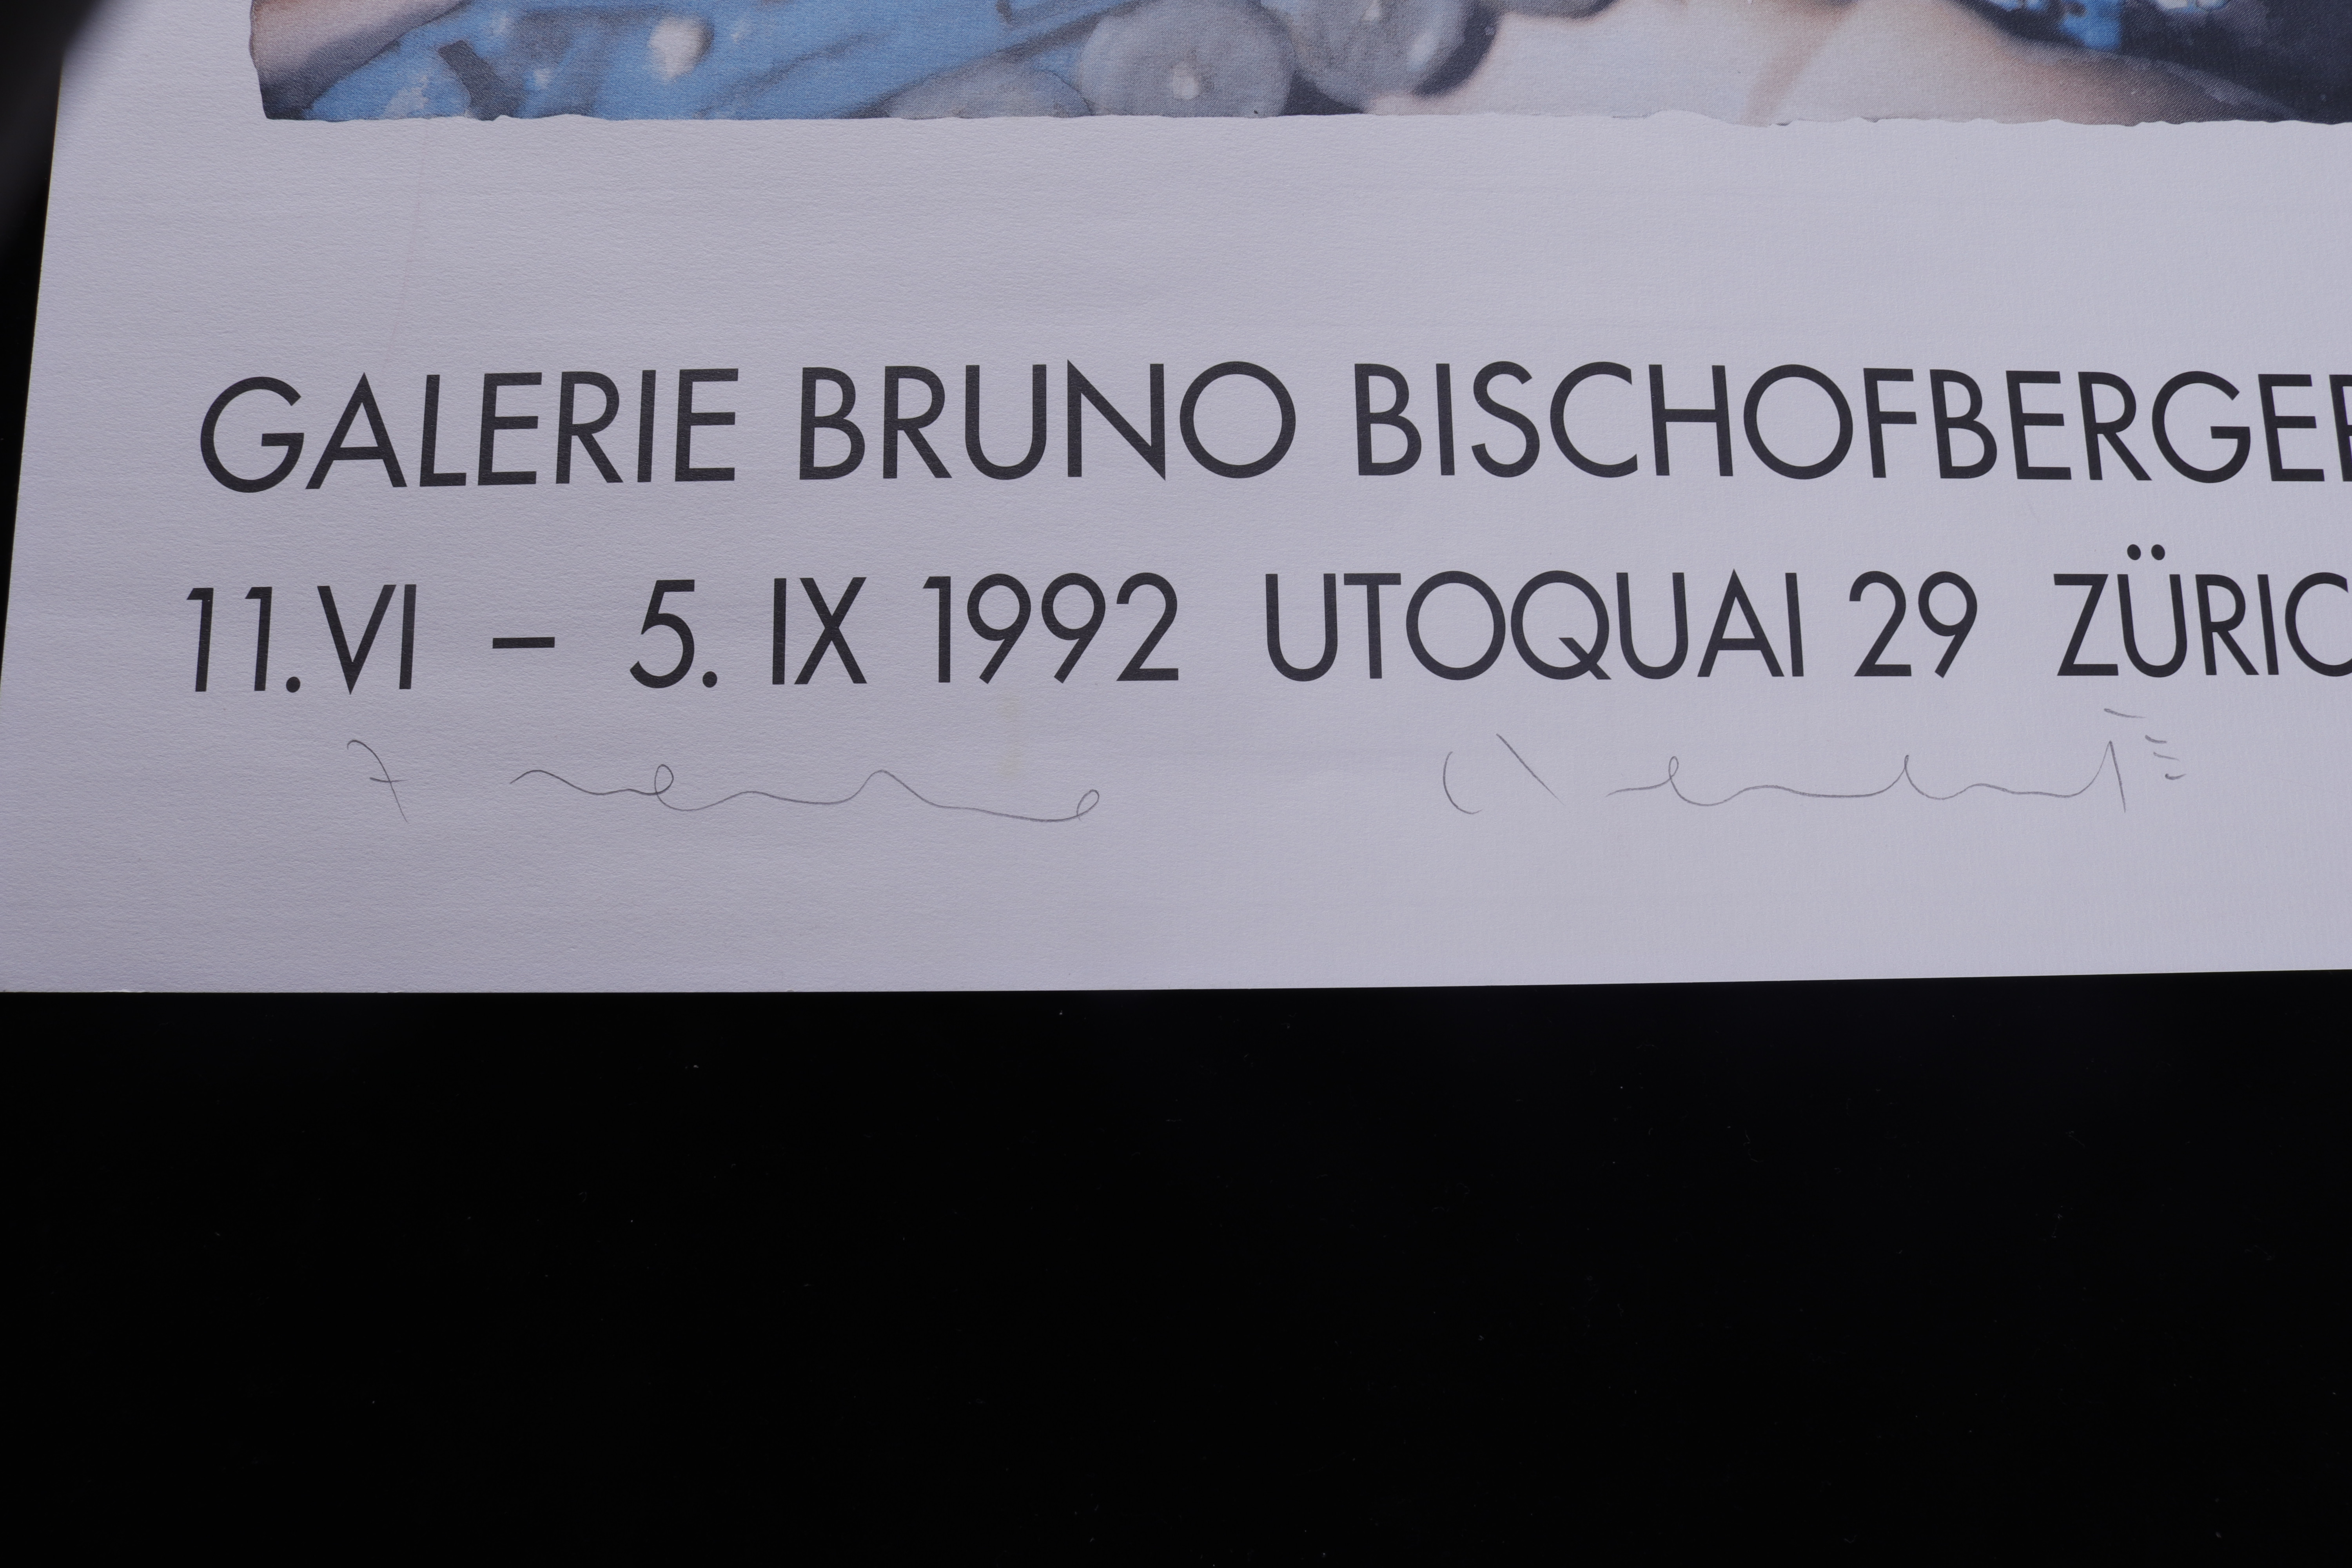 GALERIE BRUNO BISCHOFBERGER
11.VI – 5. IX 1992 UTOQUAI 29 ZÜRIC